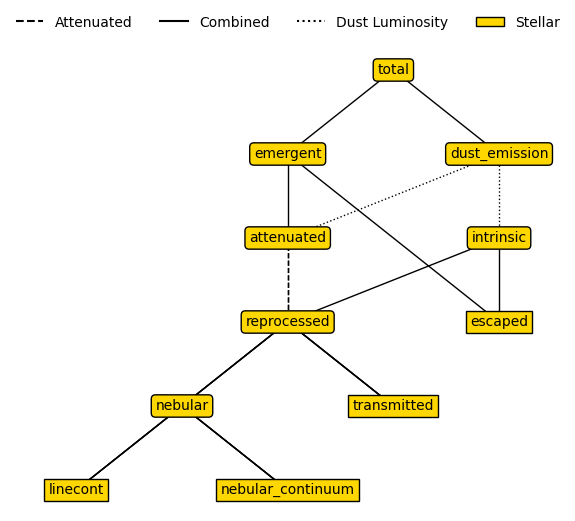 Attenuated Combined Dust Luminosity Stellar
total
emergent dust_emission
attenuated intrinsic
reprocessed escaped
nebular transmitted
linecont nebular_continuum